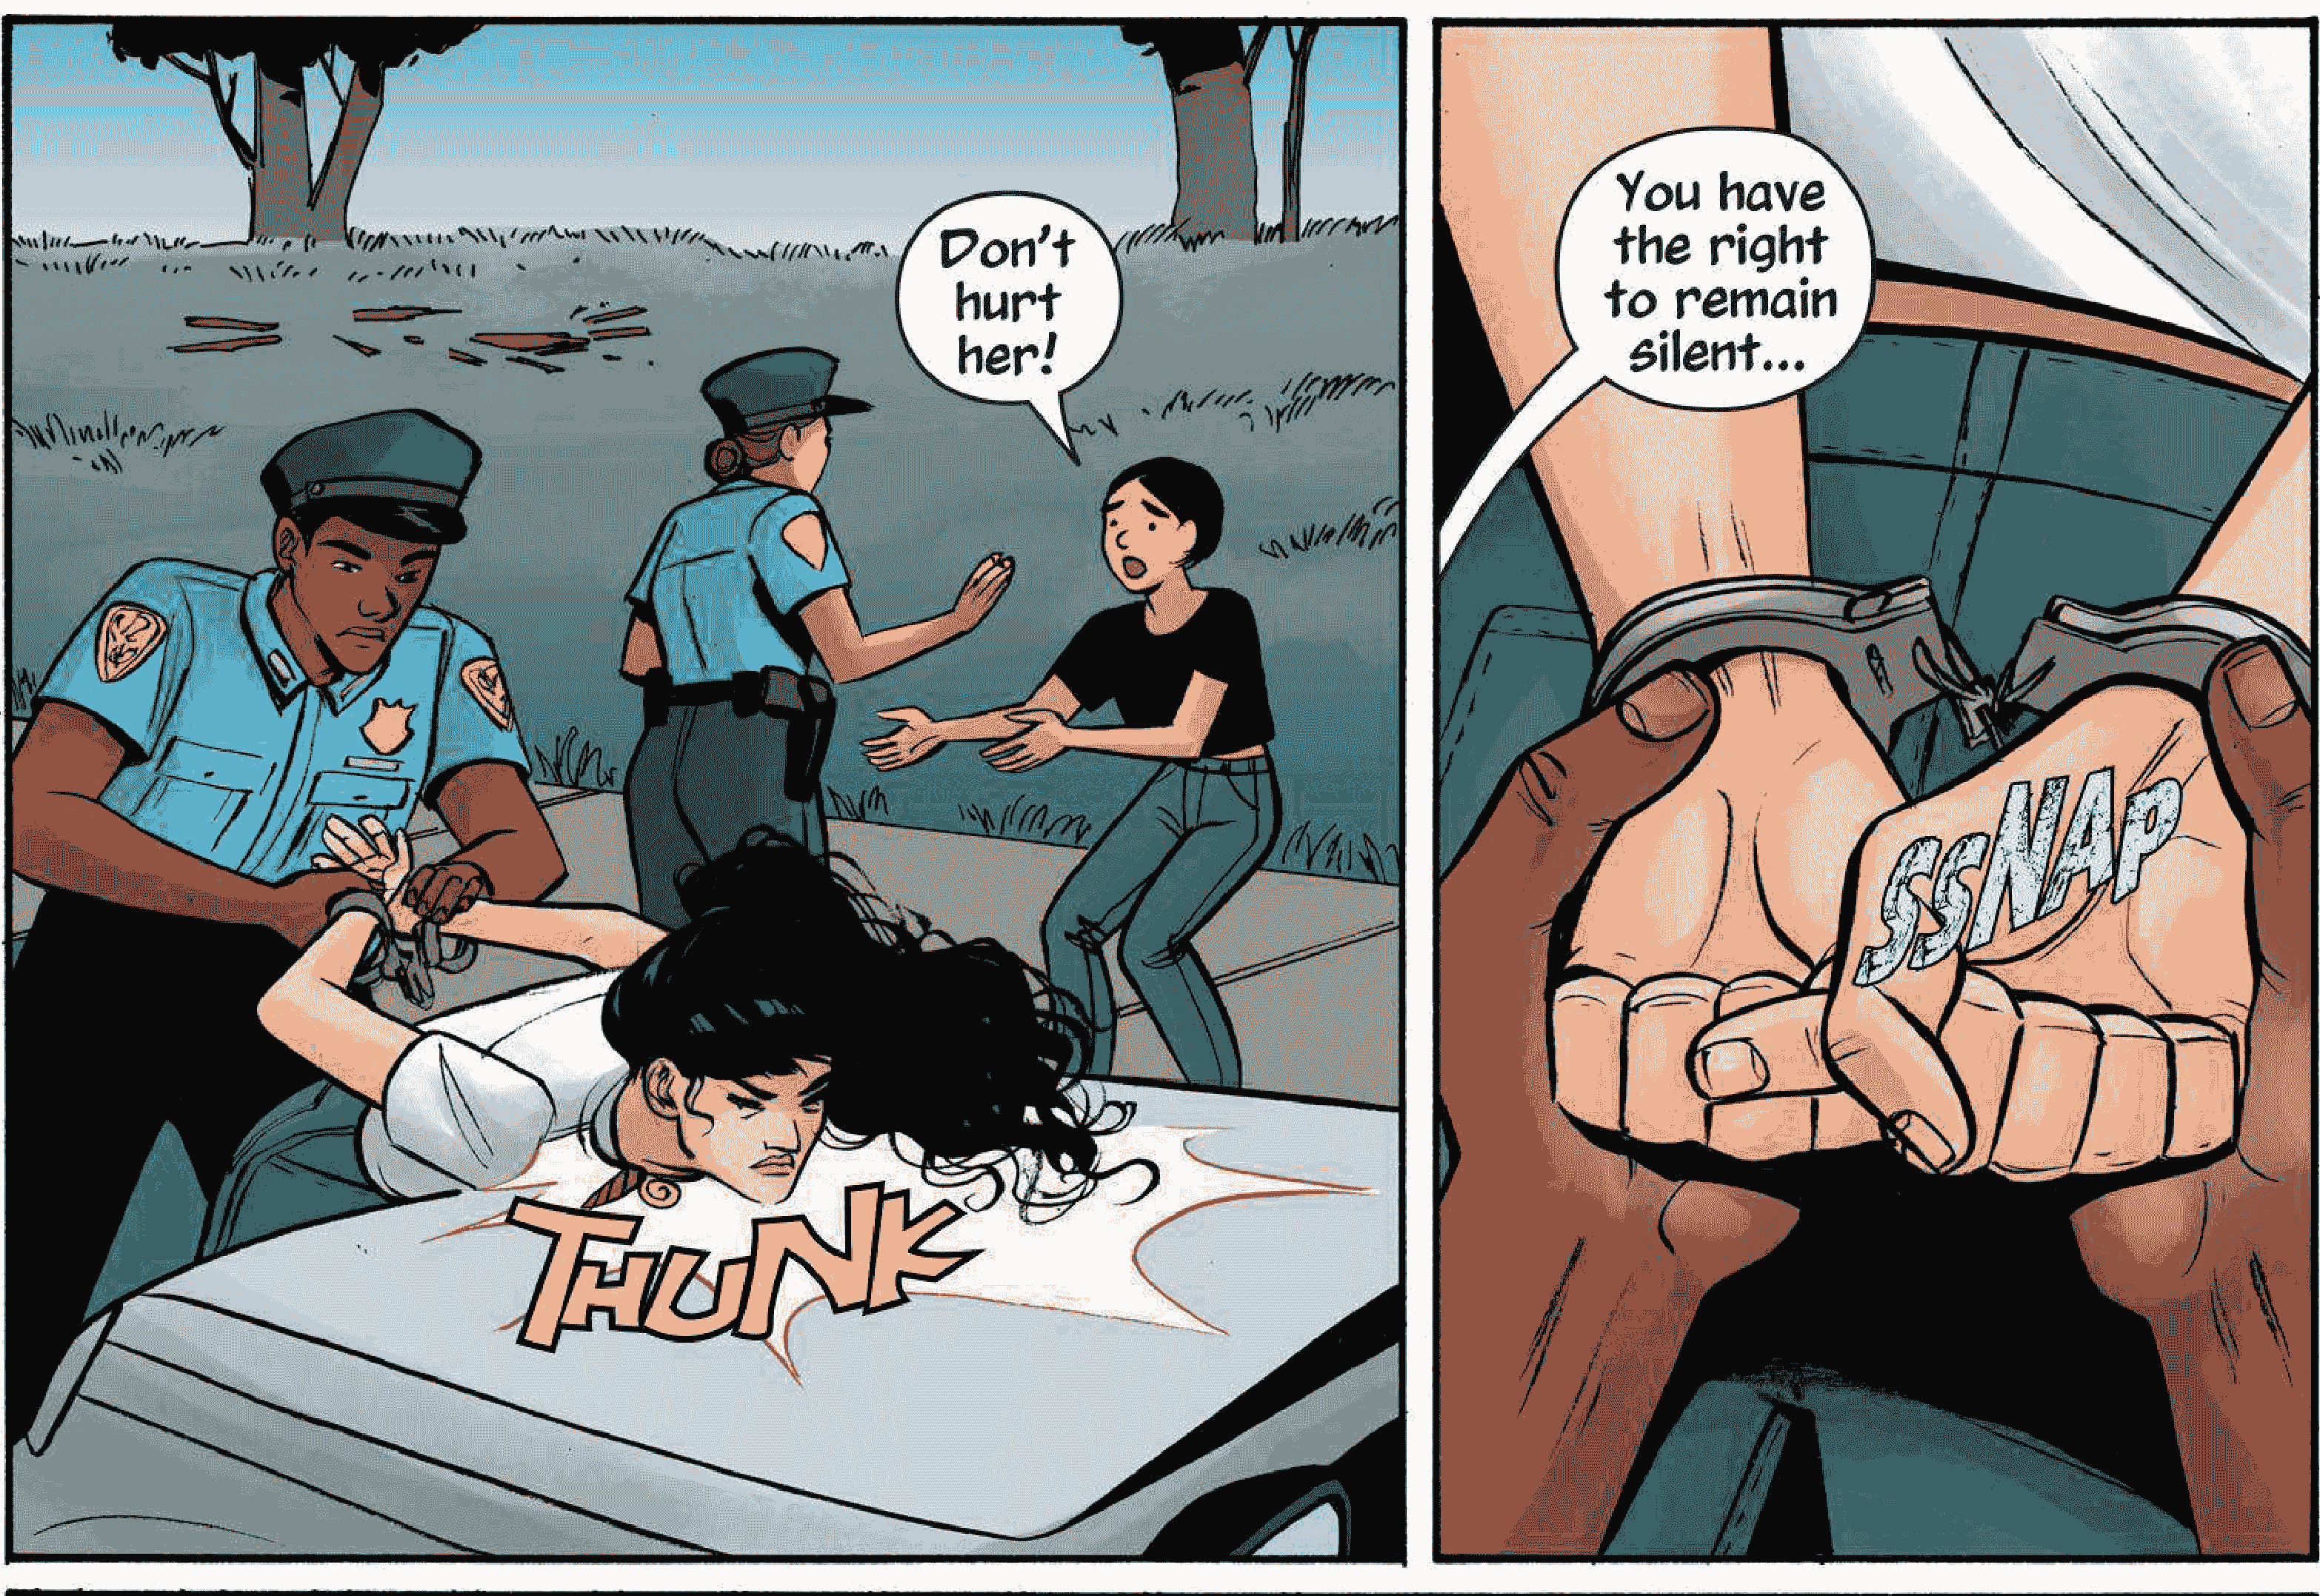 Don't
hurt
her!
THUNK
You have
the right
to remain
silent...
SSNAP